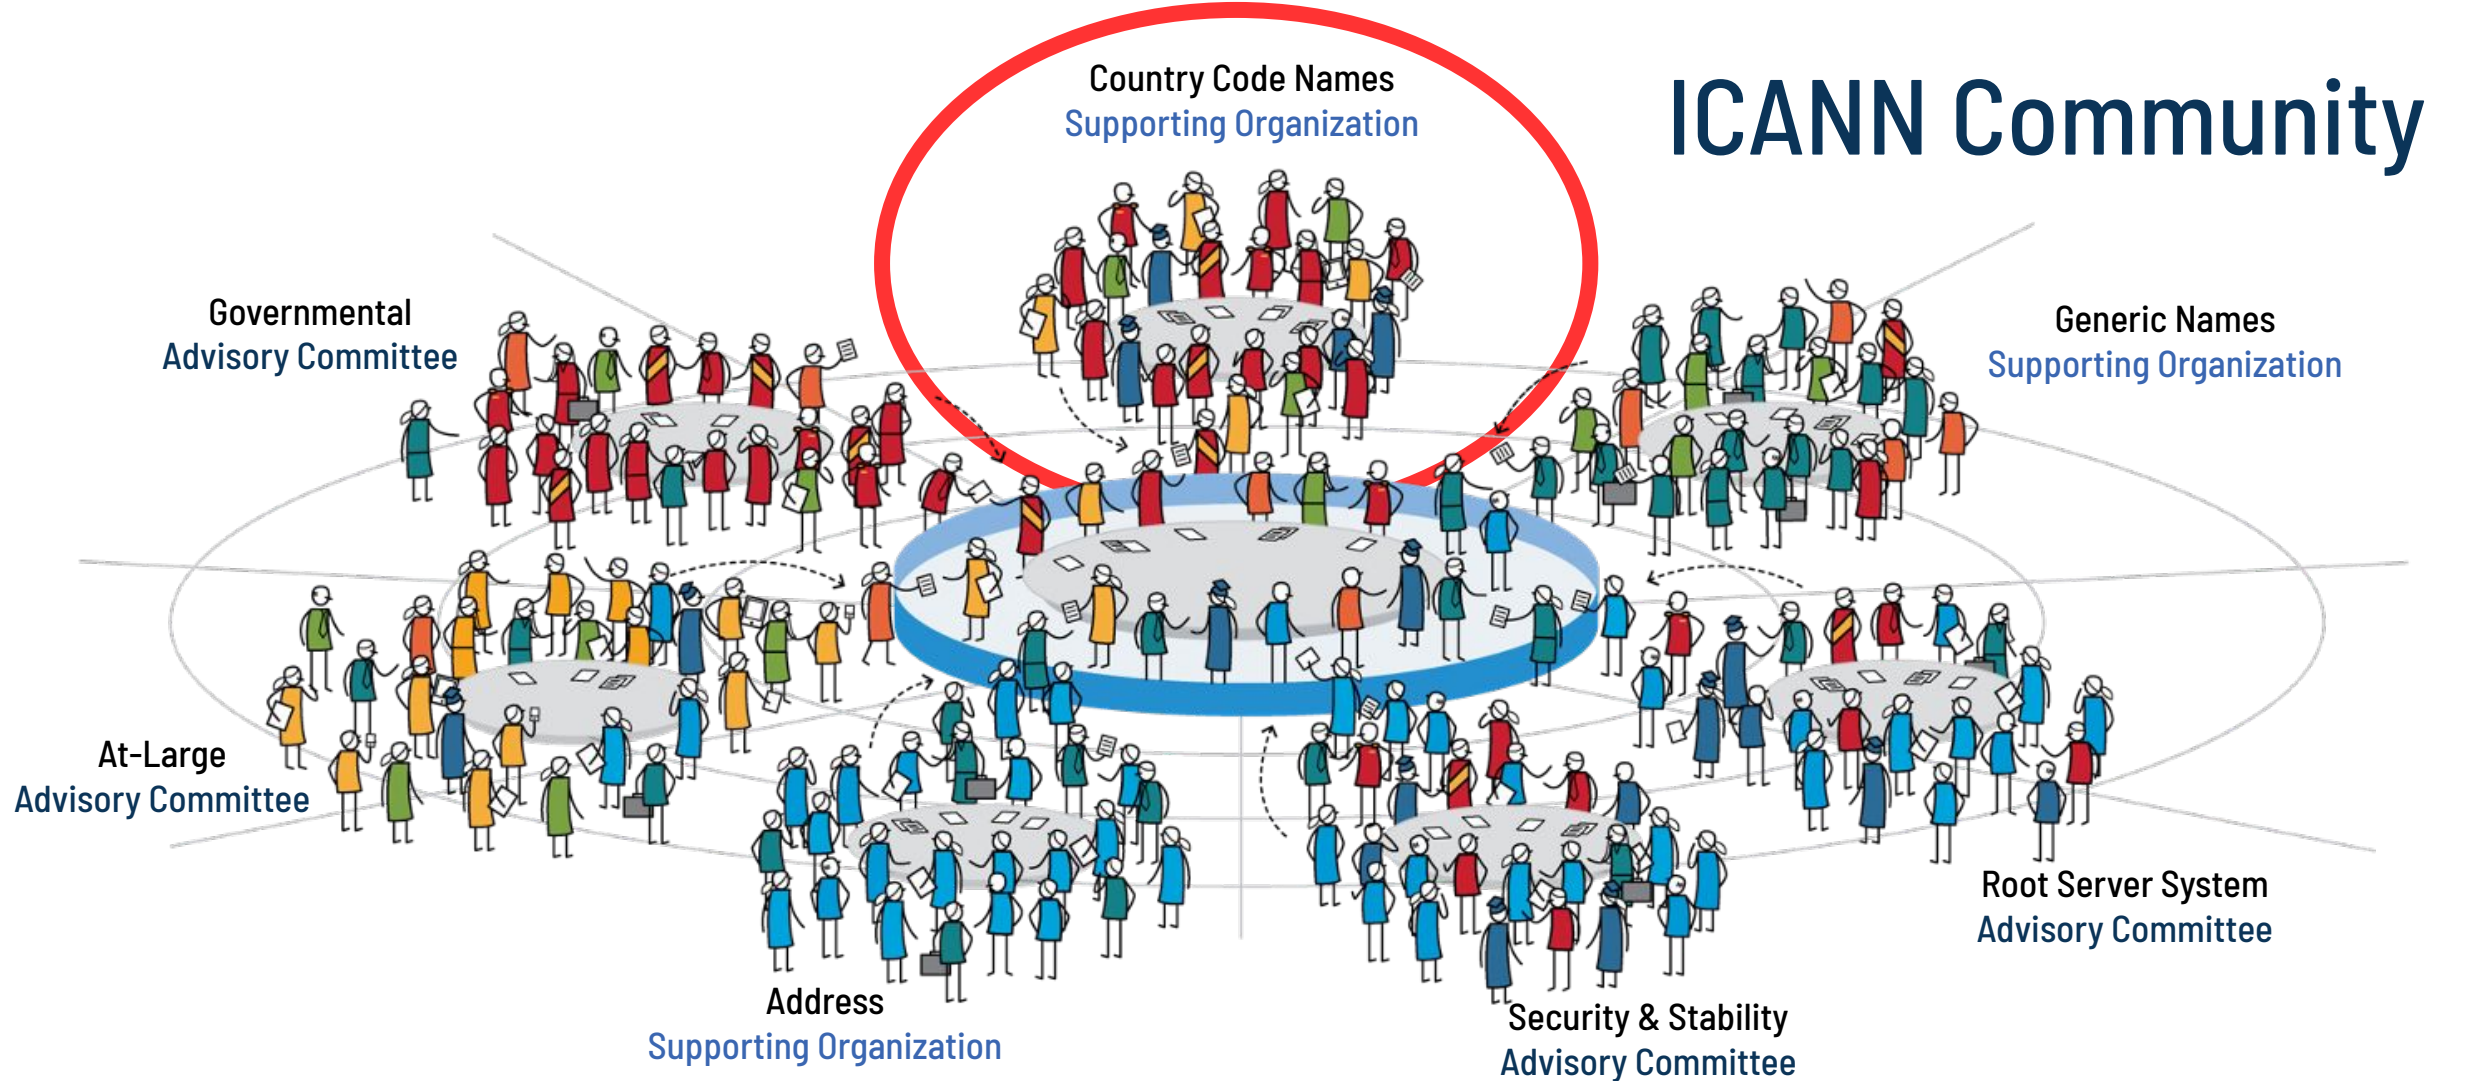 Country Code Names
Supporting Organization
ICANN Community
Governmental
Advisory Committee
Generic Names
Supporting Organization
At-Large
Advisory Committee
Root Server System
Advisory Committee
Address
Supporting Organization
Security & Stability
Advisory Committee